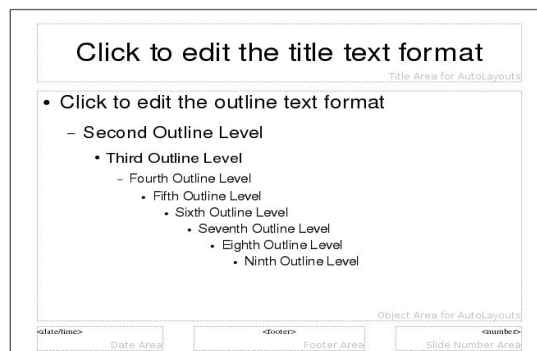 Click to edit the title text format
Title Area for AutoLayouts
• Click to edit the outline text format
– Second Outline Level
• Third Outline Level
– Fourth Outline Level
• Fifth Outline Level
• Sixth Outline Level
• Seventh Outline Level
• Eighth Outline Level
• Ninth Outline Level
Object Area for AutoLayouts
<date/time> <footer> <number>
Date Area Footer Area Slide Number Area